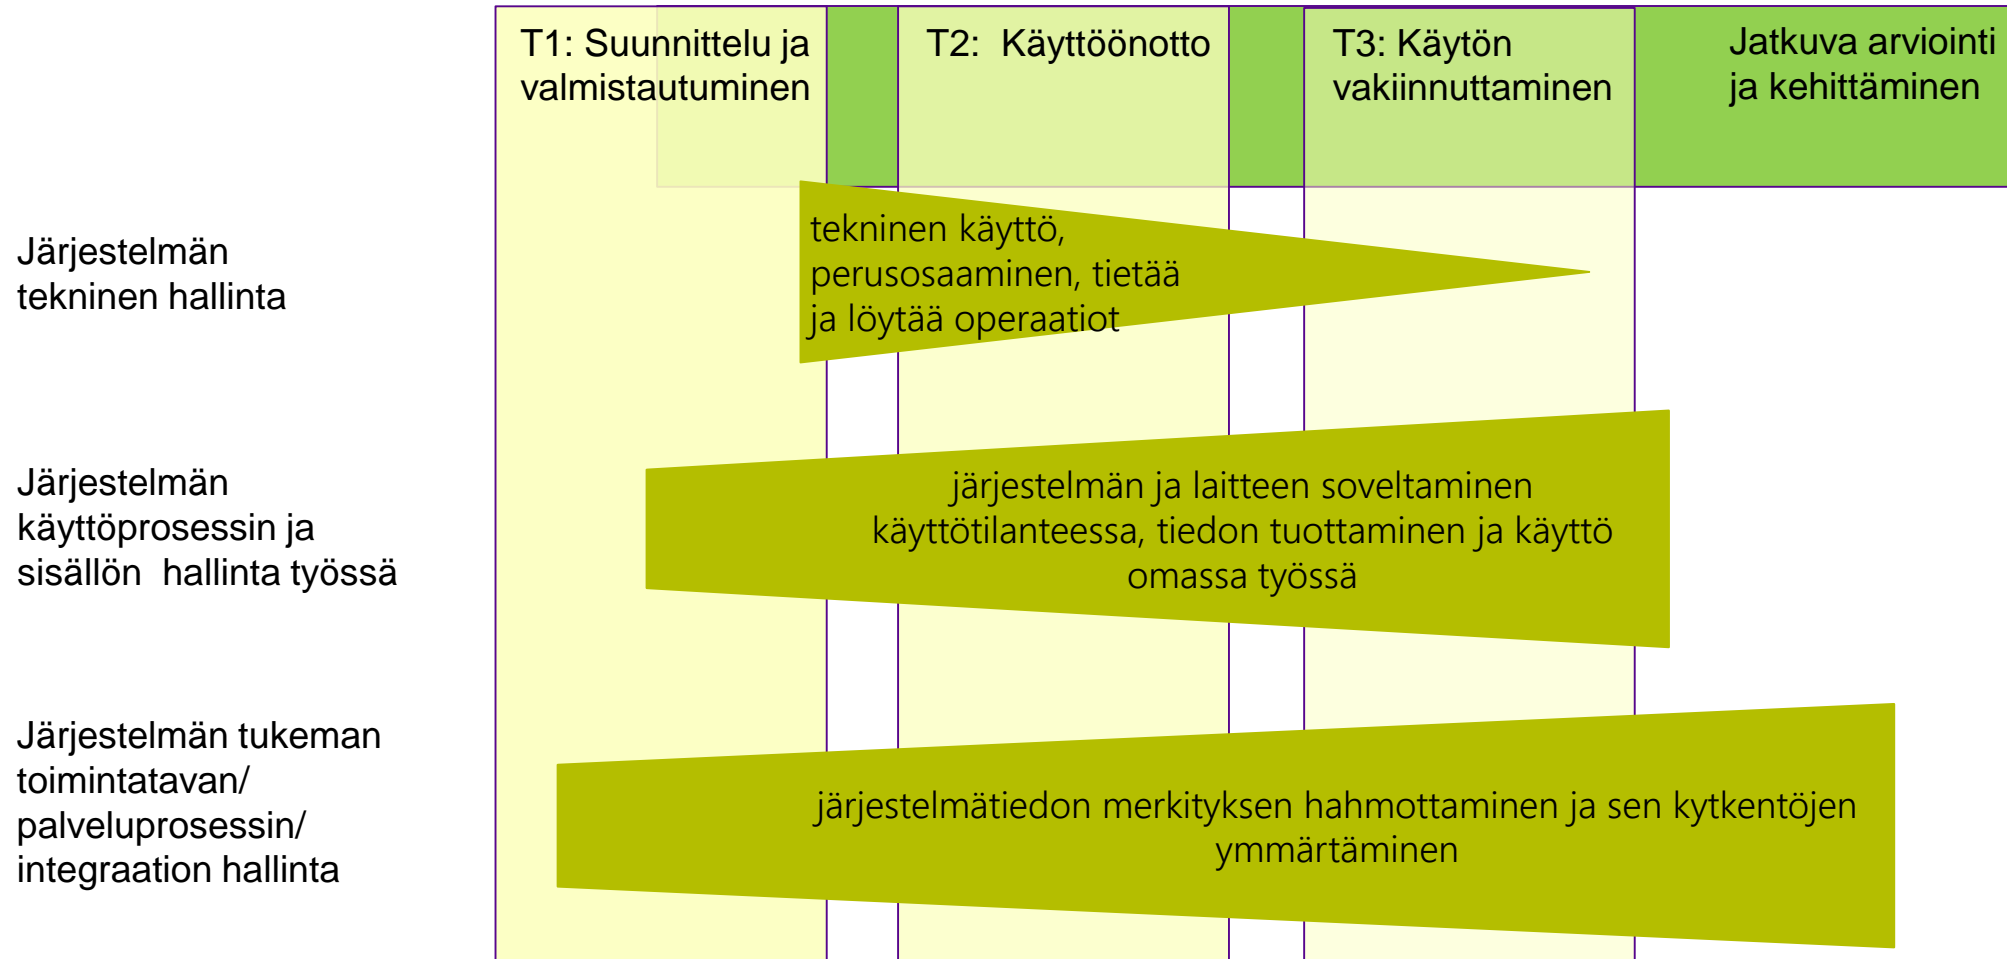 T1: Suunnittelu ja
valmistautuminen
T2:  Käyttöönotto
T3: Käytön
vakiinnuttaminen
Jatkuva arviointi
ja kehittäminen
Järjestelmän
tekninen hallinta
tekninen käyttö,
perusosaaminen, tietää
ja löytää operaatiot
Järjestelmän
käyttöprosessin ja
sisällön  hallinta työssä
järjestelmän ja laitteen soveltaminen
käyttötilanteessa, tiedon tuottaminen ja käyttö
omassa työssä
Järjestelmän tukeman
toimintatavan/
palveluprosessin/
integraation hallinta
järjestelmätiedon merkityksen hahmottaminen ja sen kytkentöjen
ymmärtäminen